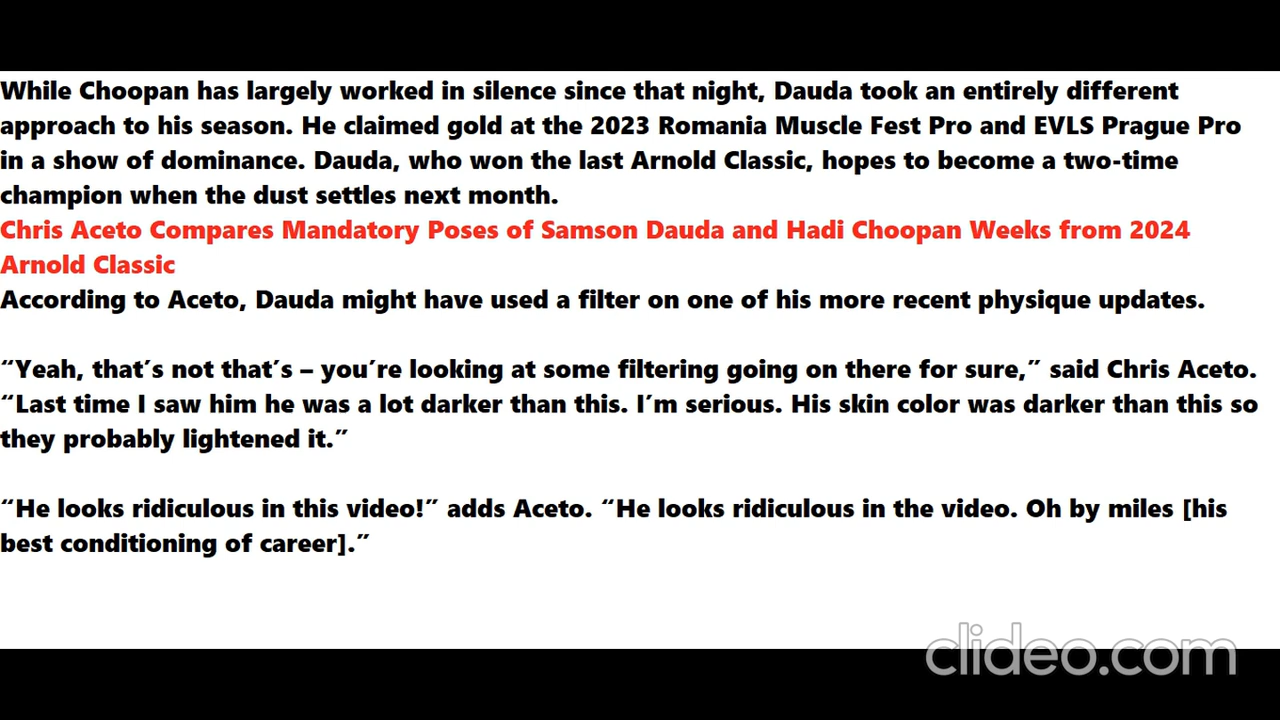 While Choopan has largely worked in silence since that night, Dauda took an entirely different
approach to his season. He claimed gold at the 2023 Romania Muscle Fest Pro and EVLS Prague Pro
in a show of dominance. Dauda, who won the last Arnold Classic, hopes to become a two-time
champion when the dust settles next month.
Chris Aceto Compares Mandatory Poses of Samson Dauda and Hadi Choopan Weeks from 2024
Arnold Classic
According to Aceto, Dauda might have used a filter on one of his more recent physique updates.
“Yeah, that’s not that’s – you’re looking at some filtering going on there for sure,” said Chris Aceto.
“Last time I saw him he was a lot darker than this. I’m serious. His skin color was darker than this so
they probably lightened it.”
“He looks ridiculous in this video!” adds Aceto. “He looks ridiculous in the video. Oh by miles [his
best conditioning of career].”
clideo.com